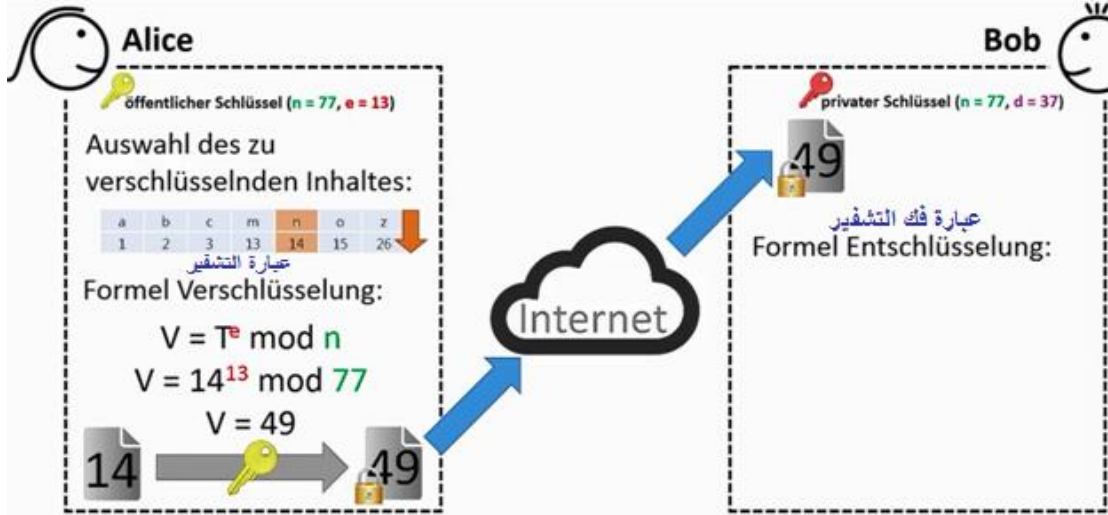 Alice
öffentlicher Schlüssel (n = 77, e = 13)
Auswahl des zu
verschlüsselnden Inhaltes:
a b c m n o z
1 2 3 13 14 15 26
عبارة التشفير
Formel Verschlüsselung:
V = Tᵉ mod n
V = 14¹³ mod 77
V = 49
14
49
Internet
Bob
privater Schlüssel (n = 77, d = 37)
49
عبارة فك التشفير
Formel Entschlüsselung: